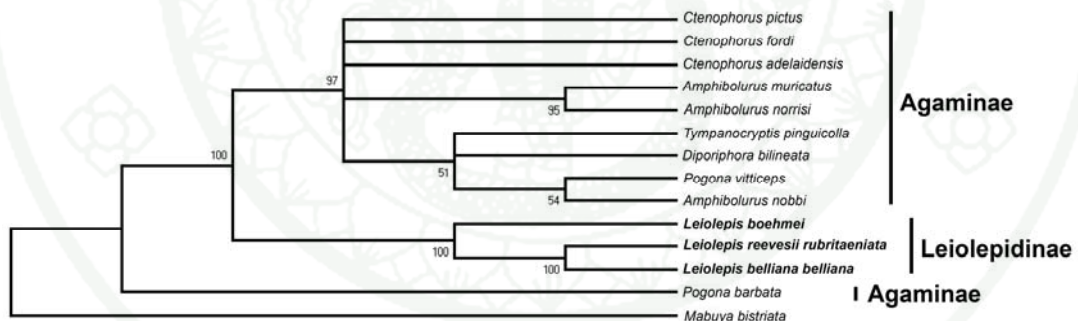 Ctenophorus pictus
Ctenophorus fordi
97
Ctenophorus adelaidensis
Amphibolurus muricatus
95
Amphibolurus norrisi
Agaminae
Tympanocryptis pinguicolla
100
Diporiphora bilineata
51
Pogona vitticeps
54
Amphibolurus nobbi
Leiolepis boehmei
100
Leiolepis reevesii rubritaeniata
Leiolepidinae
100
Leiolepis belliana belliana
Pogona barbata
Agaminae
Mabuya bistriata